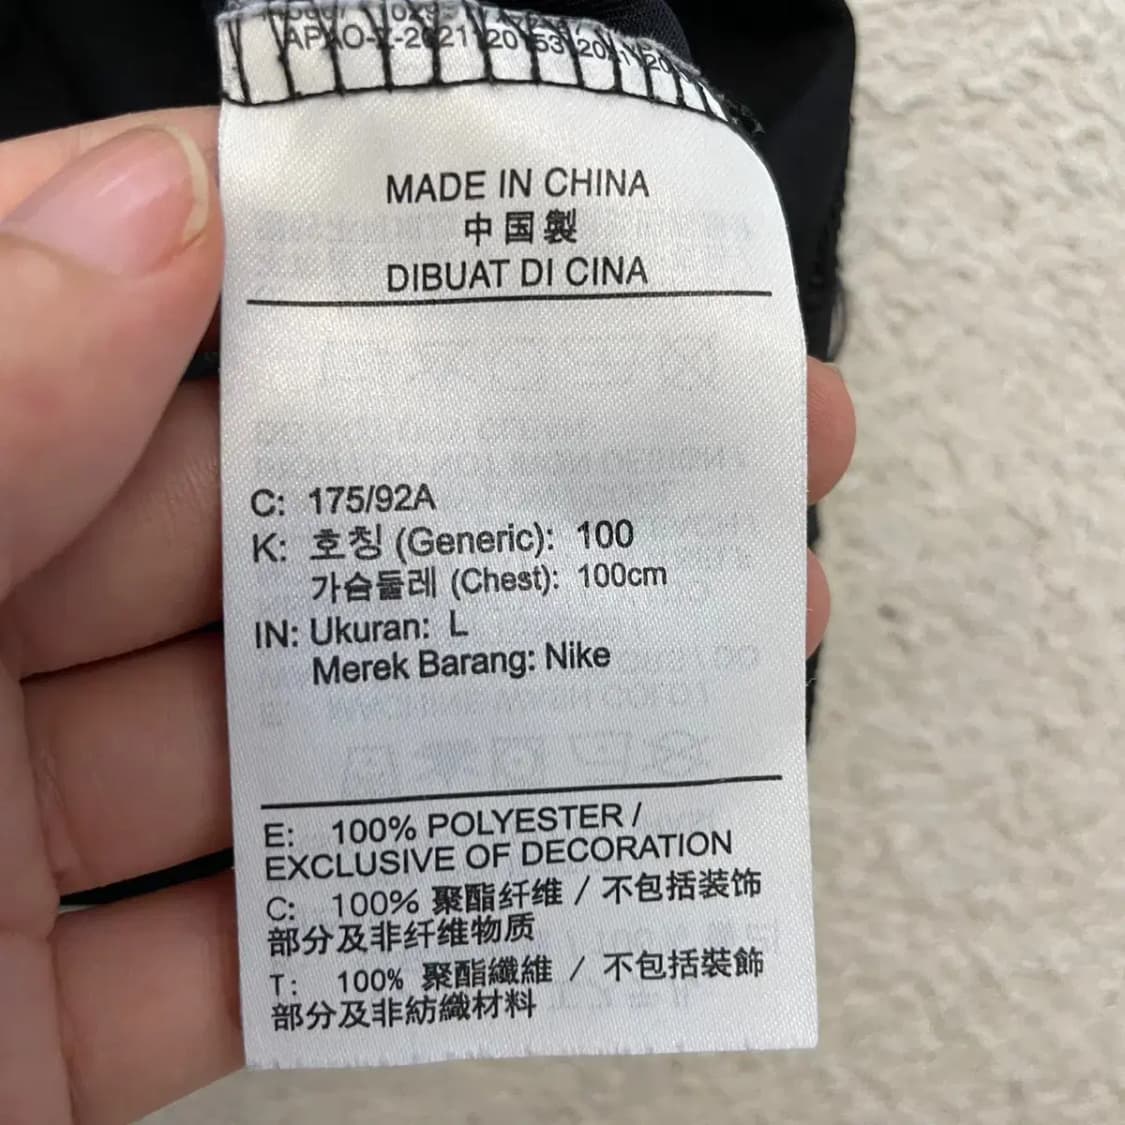 MADE IN CHINA
中国製
DIBUAT DI CINA
C: 175/92A
K: 호칭 (Generic): 100
가슴둘레 (Chest): 100cm
IN: Ukuran: L
Merek Barang: Nike
E: 100% POLYESTER /
EXCLUSIVE OF DECORATION
C: 100% 聚酯纤维 / 不包括装饰
部分及非纤维物质
T: 100% 聚酯纖維 / 不包括裝飾
部分及非紡織材料